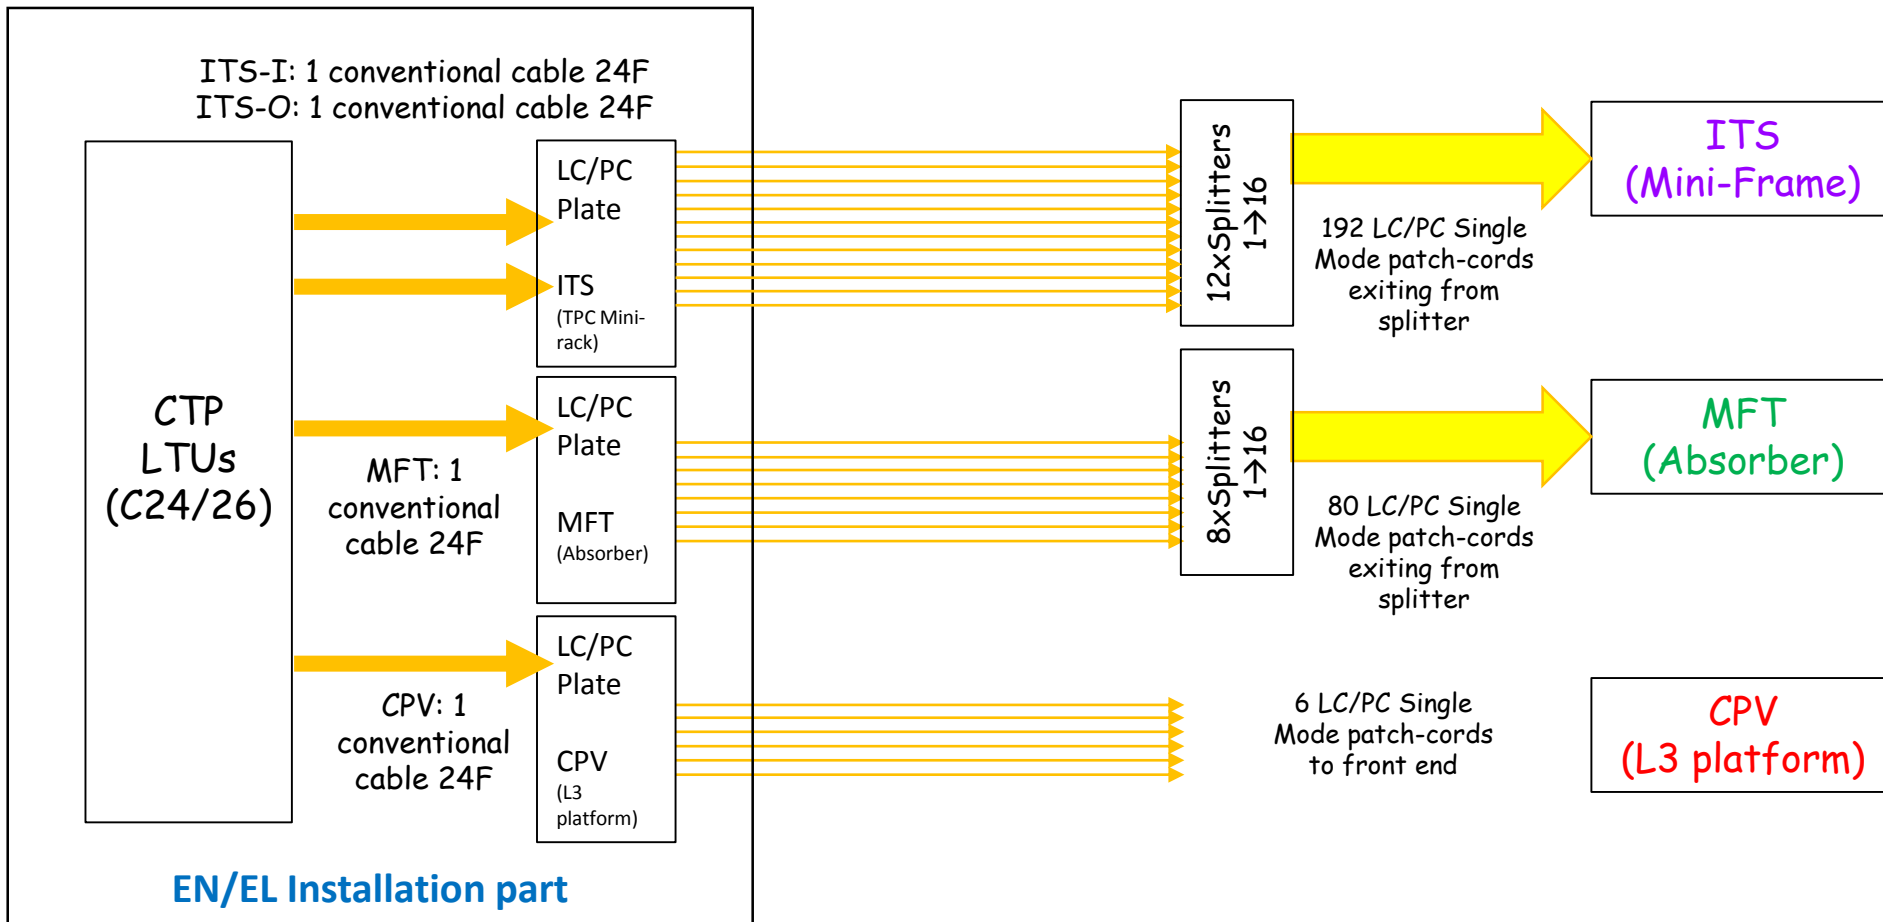 ITS-I: 1 conventional cable 24F
ITS-O: 1 conventional cable 24F
CTP
LTUs
(C24/26)
LC/PC
Plate
ITS
(TPC Mini-
rack)
12xSplitters
1→16
192 LC/PC Single
Mode patch-cords
exiting from
splitter
ITS
(Mini-Frame)
MFT: 1
conventional
cable 24F
LC/PC
Plate
MFT
(Absorber)
8xSplitters
1→16
80 LC/PC Single
Mode patch-cords
exiting from
splitter
MFT
(Absorber)
CPV: 1
conventional
cable 24F
LC/PC
Plate
CPV
(L3
platform)
6 LC/PC Single
Mode patch-cords
to front end
CPV
(L3 platform)
EN/EL Installation part